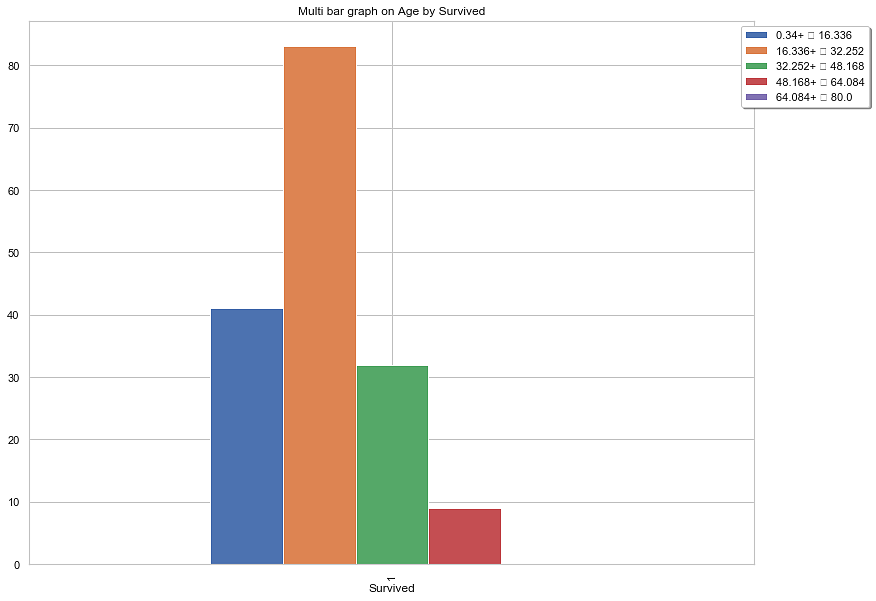 Multi bar graph on Age by Survived
0.34+ □ 16.336
16.336+ □ 32.252
32.252+ □ 48.168
48.168+ □ 64.084
64.084+ □ 80.0
80
70
60
50
40
30
20
10
0
1
Survived